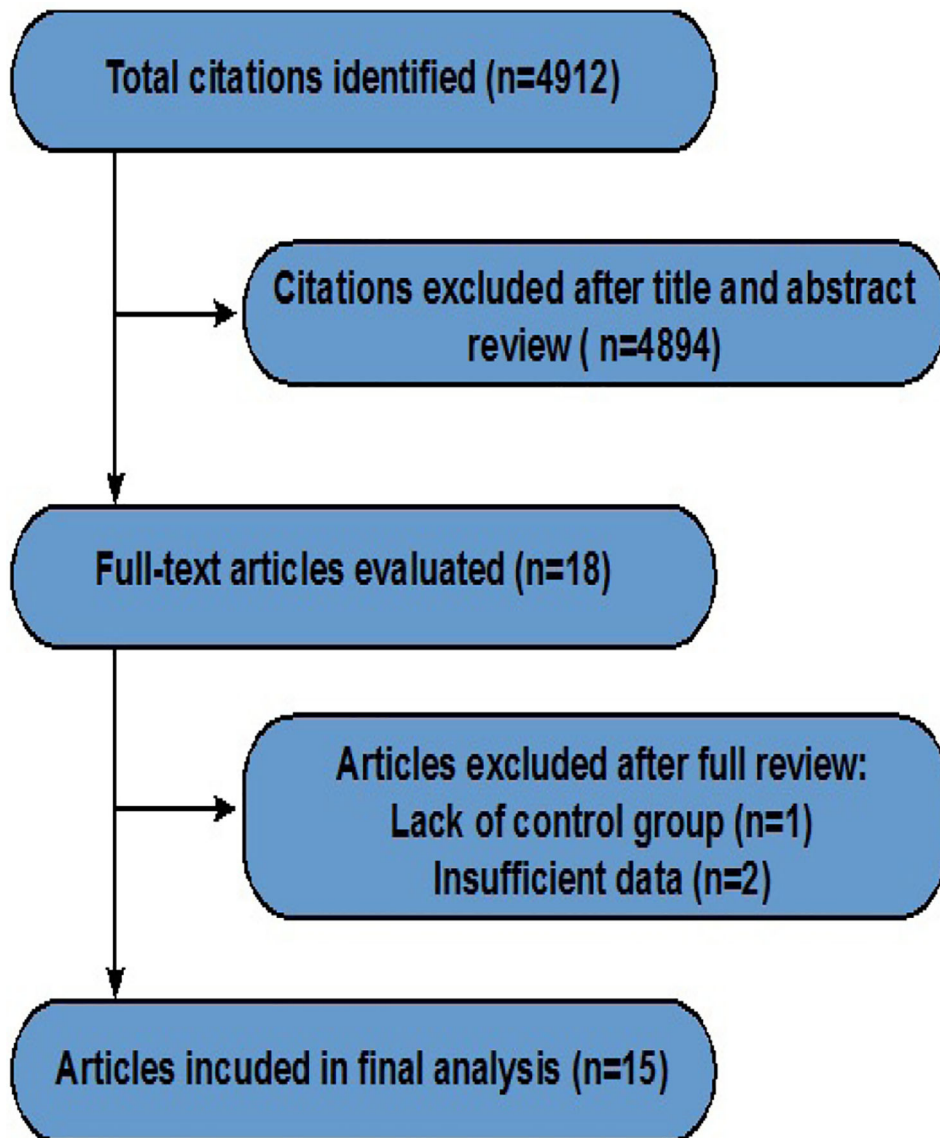 Total citations identified (n=4912)
Citations excluded after title and abstract
review ( n=4894)
Full-text articles evaluated (n=18)
Articles excluded after full review:
Lack of control group (n=1)
Insufficient data (n=2)
Articles incuded in final analysis (n=15)